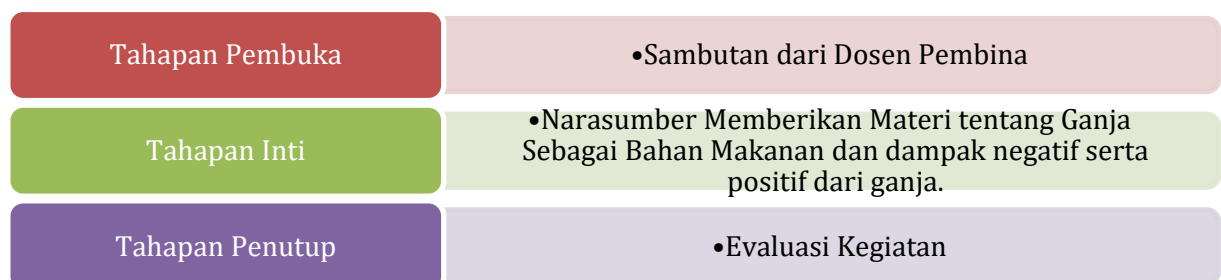 Tahapan Pembuka
•Sambutan dari Dosen Pembina
Tahapan Inti
•Narasumber Memberikan Materi tentang Ganja
Sebagai Bahan Makanan dan dampak negatif serta
positif dari ganja.
Tahapan Penutup
•Evaluasi Kegiatan